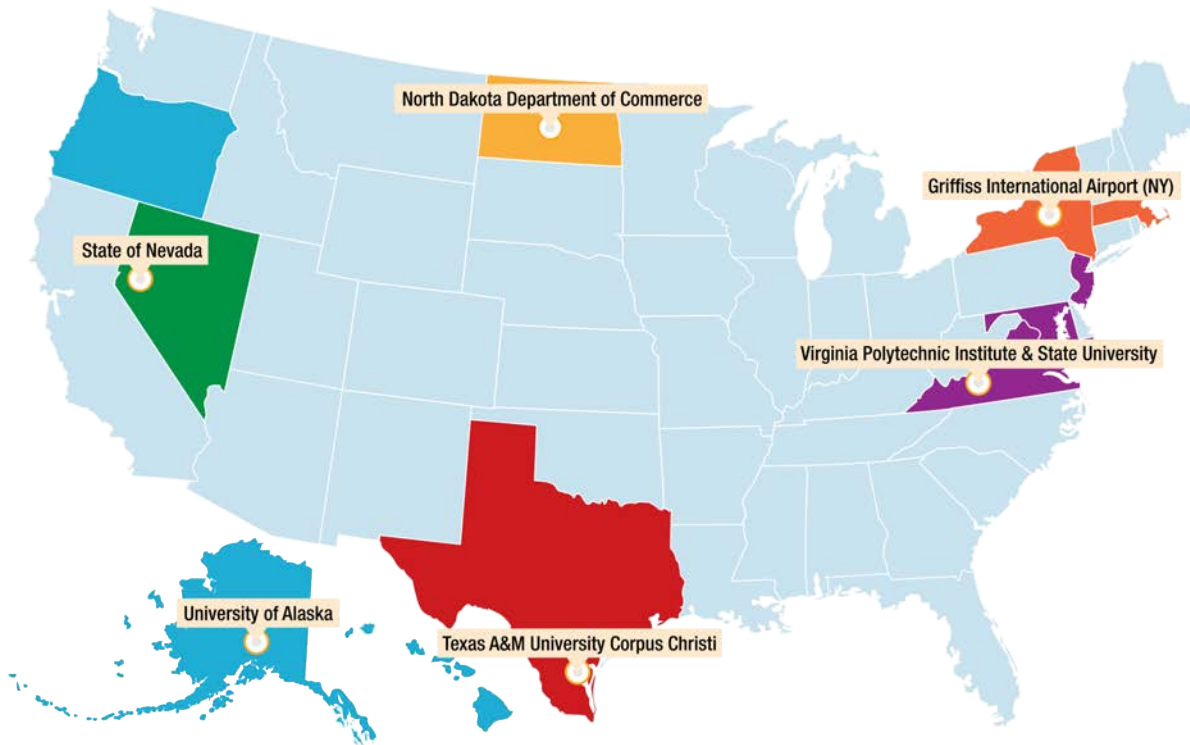 North Dakota Department of Commerce
Griffiss International Airport (NY)
State of Nevada
Virginia Polytechnic Institute & State University
University of Alaska
Texas A&M University Corpus Christi